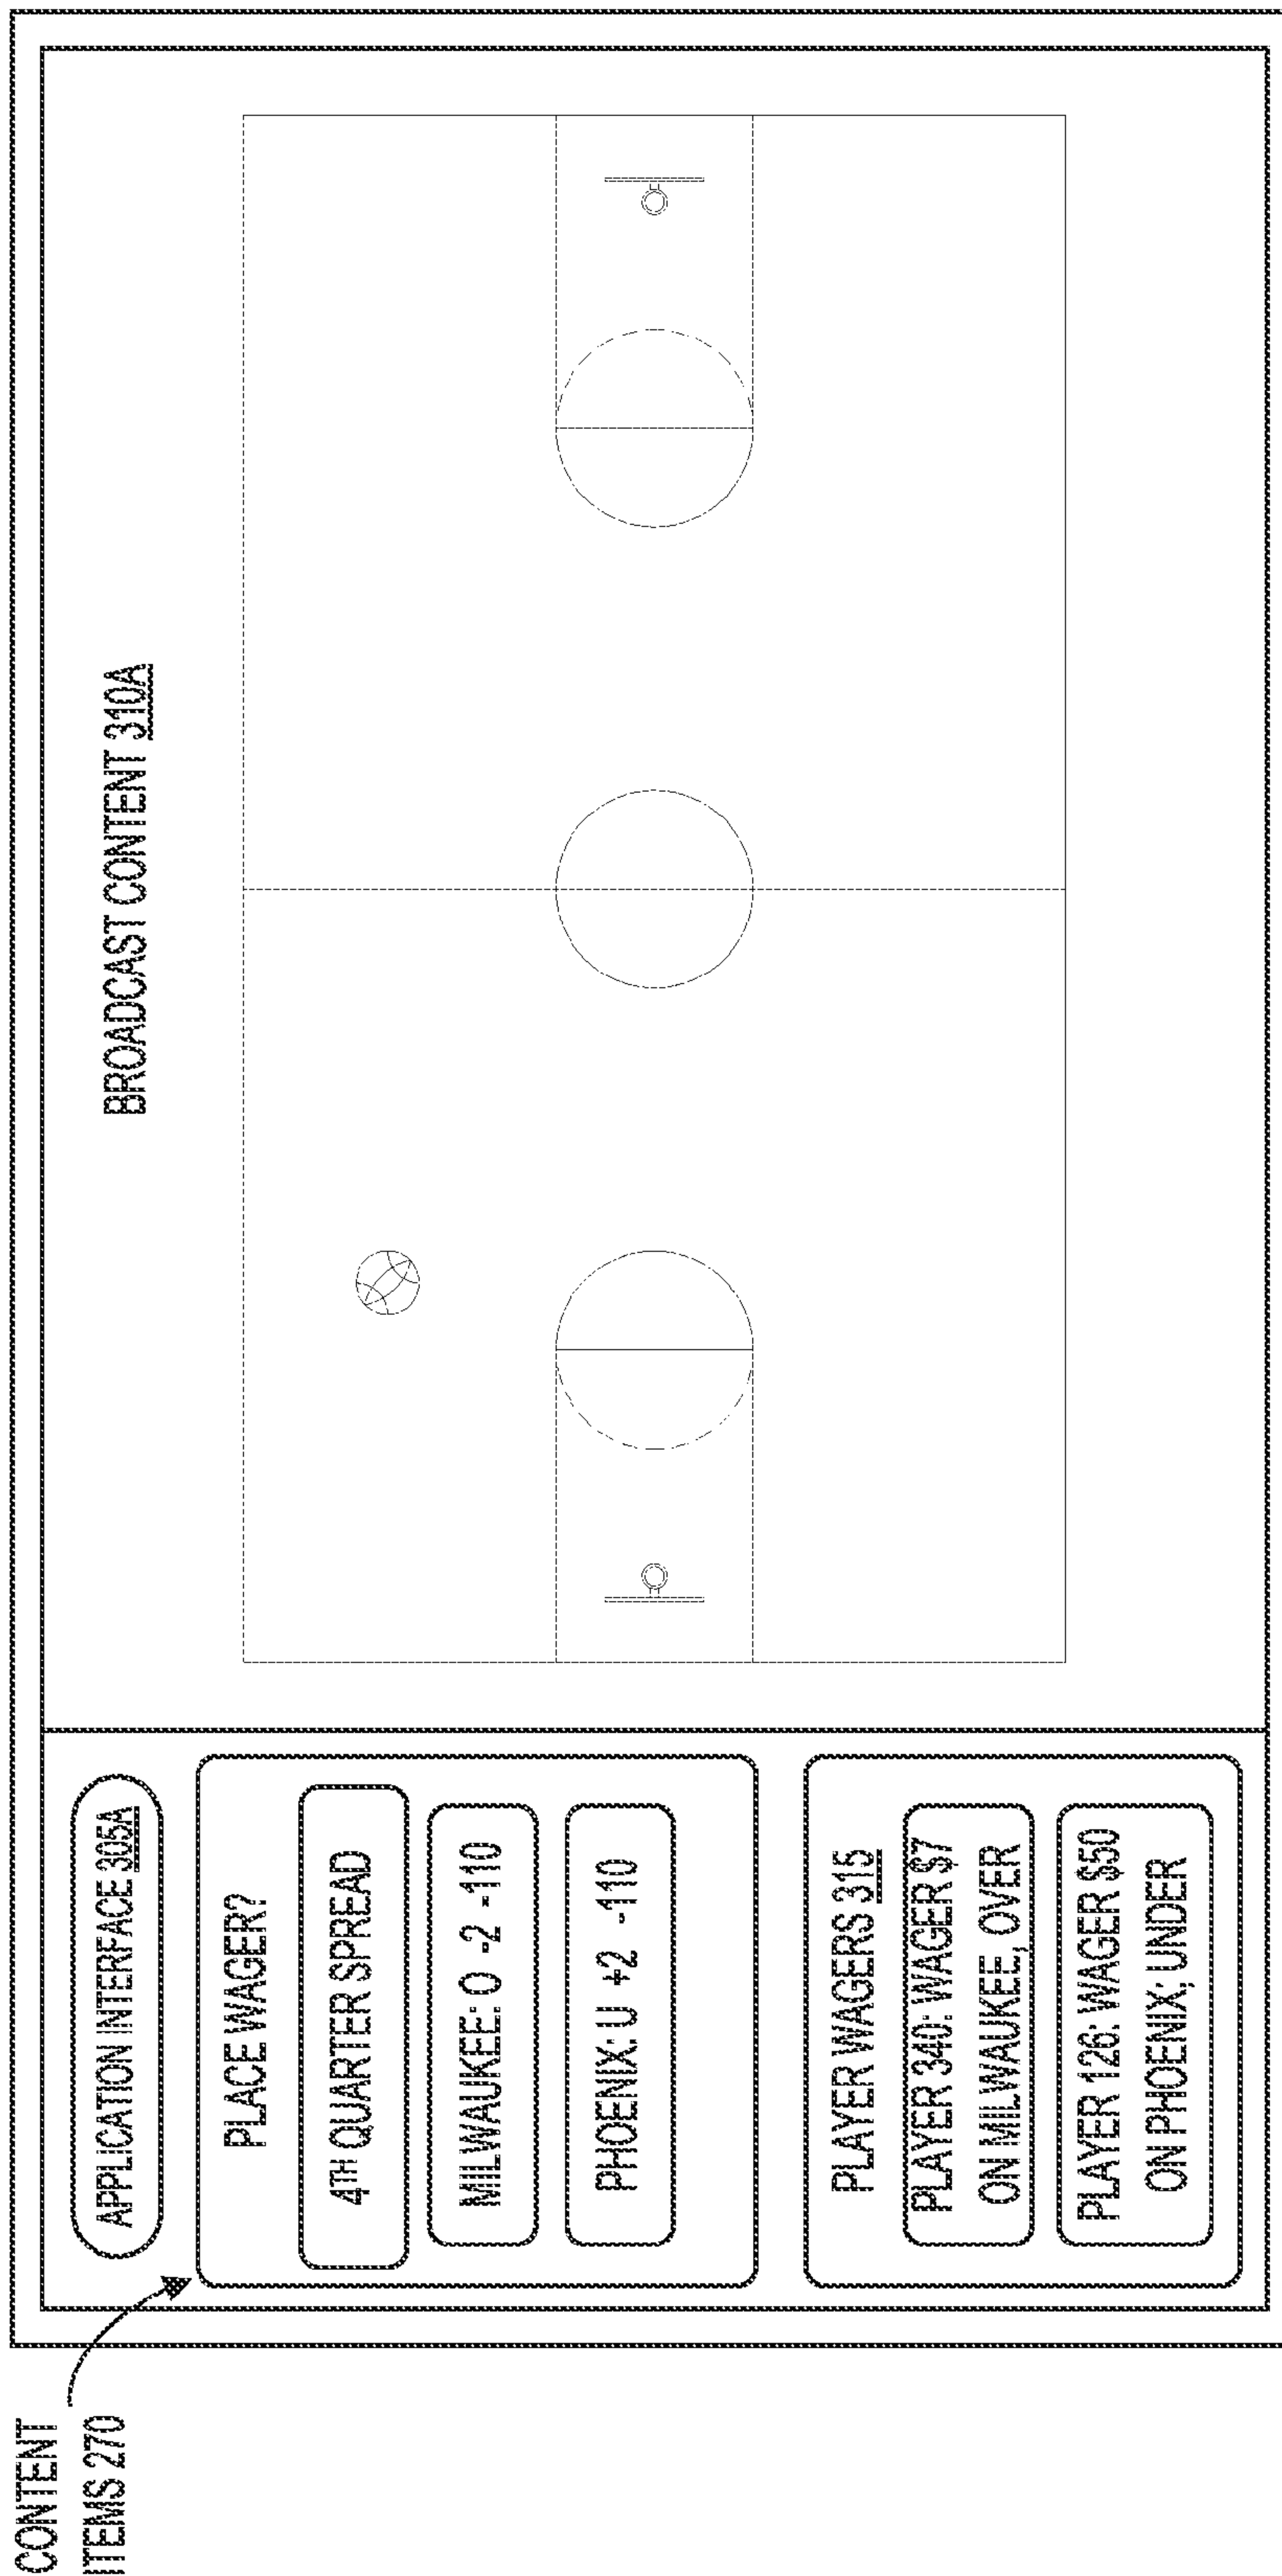 CONTENT
ITEMS 270
APPLICATION INTERFACE 305A
PLACE WAGER?
4TH QUARTER SPREAD
MILWAUKEE: O -2 -110
PHOENIX: U +2 -110
PLAYER WAGERS 315
PLAYER 340: WAGER $7
ON MILWAUKEE, OVER
PLAYER 126: WAGER $50
ON PHOENIX; UNDER
BROADCAST CONTENT 310A